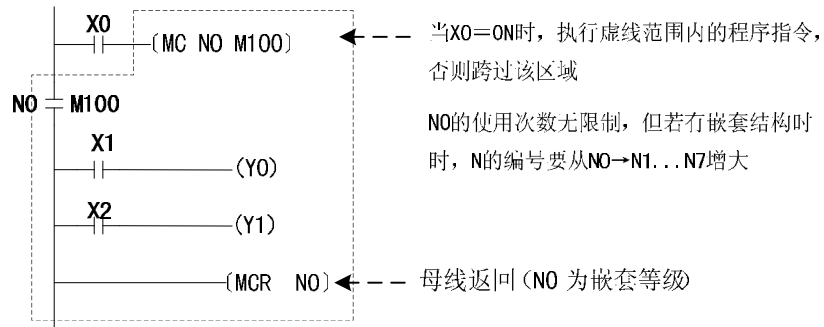 X0
(MC N0 M100)
当X0=ON时,执行虚线范围内的程序指令,
否则跨过该区域
N0 M100
N0的使用次数无限制,但若有嵌套结构时
时,N的编号要从N0→N1...N7增大
X1
(Y0)
X2
(Y1)
(MCR N0)
母线返回(N0 为嵌套等级)